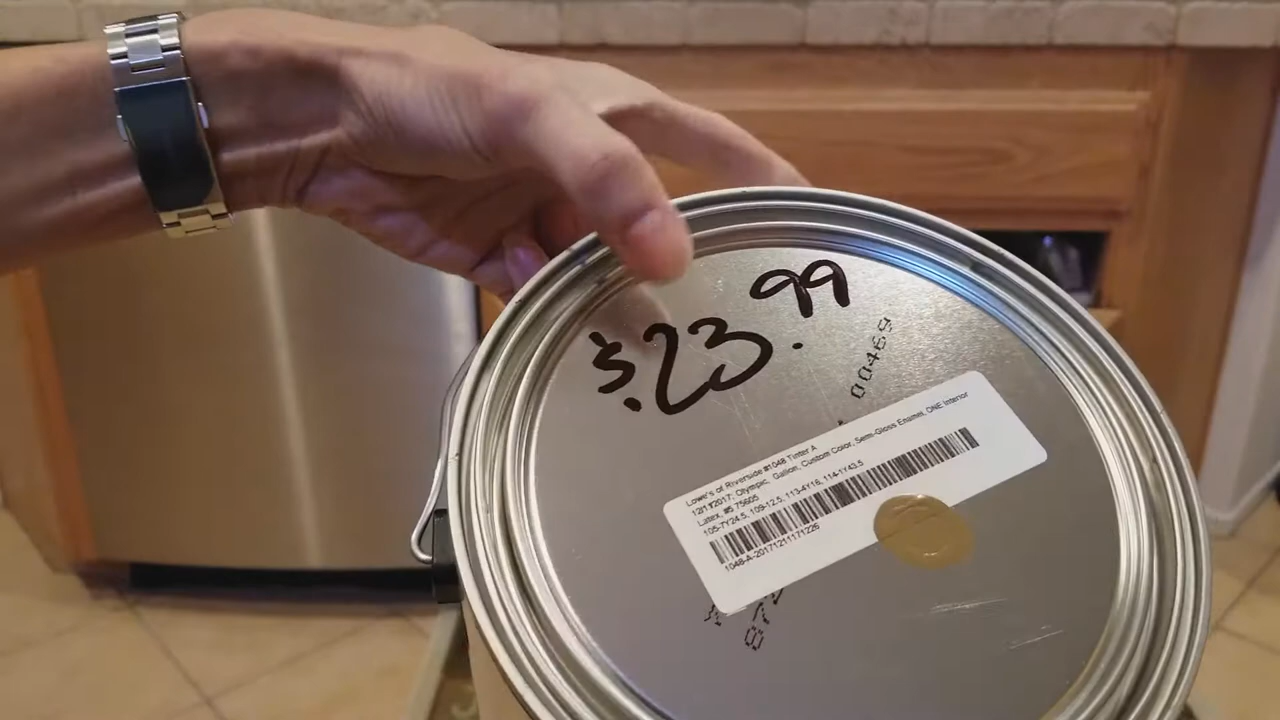 $23.99
00469
Lowe's of Riverside #1048 Tinter A
12/11/2017, Olympic, Gallon, Custom Color, Semi-Gloss Enamel, ONE Interior
Latex, #5 75605
105-7Y24.5, 109-12.5, 113-4Y16, 114-1Y43.5
1048-A-20171211171226